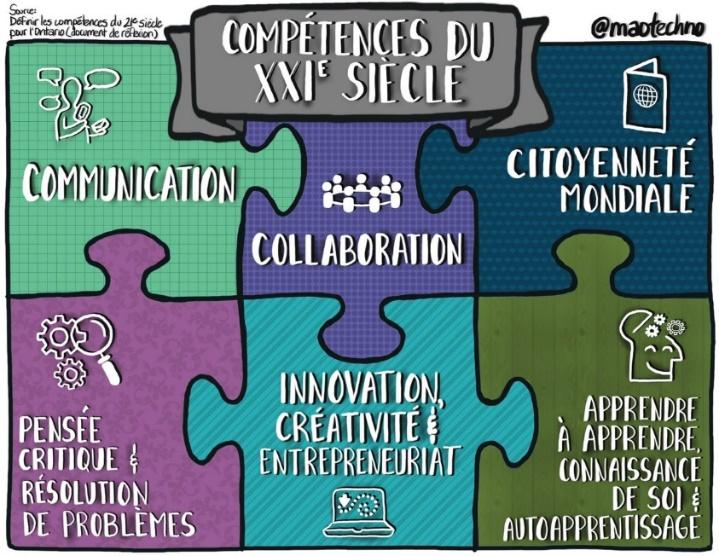 Source:
Définir les compétences du 21e siècle
pour l'Ontario (document de réflexion)
@maotechno
COMPÉTENCES DU
XXIE SIÈCLE
COMMUNICATION
COLLABORATION
CITOYENNETÉ
MONDIALE
PENSÉE
CRITIQUE &
RÉSOLUTION
DE PROBLÈMES
INNOVATION,
CRÉATIVITÉ &
ENTREPRENEURIAT
APPRENDRE
À APPRENDRE,
CONNAISSANCE
DE SOI &
AUTOAPPRENTISSAGE